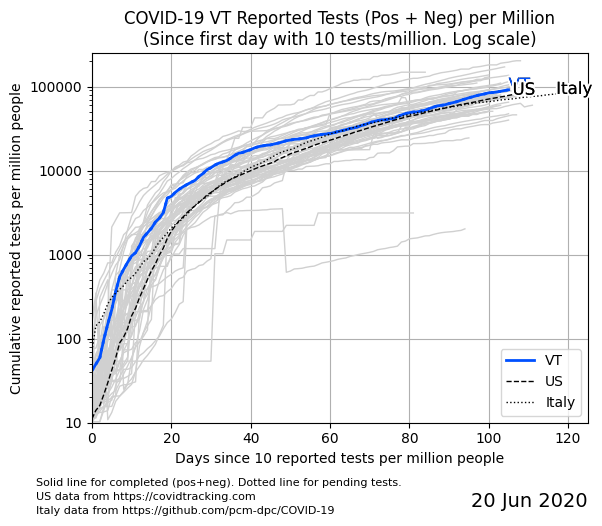 COVID-19 VT Reported Tests (Pos + Neg) per Million
(Since first day with 10 tests/million. Log scale)
Cumulative reported tests per million people
100000
10000
1000
100
10
VT
US
Italy
VT
US
Italy
0
20
40
60
80
100
120
Days since 10 reported tests per million people
Solid line for completed (pos+neg). Dotted line for pending tests.
US data from https://covidtracking.com
Italy data from https://github.com/pcm-dpc/COVID-19
20 Jun 2020